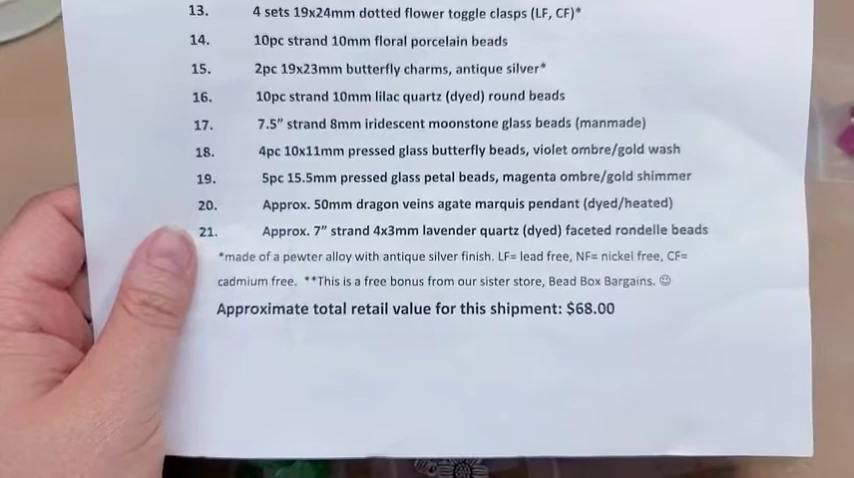 13. 4 sets 19x24mm dotted flower toggle clasps (LF, CF)*
14. 10pc strand 10mm floral porcelain beads
15. 2pc 19x23mm butterfly charms, antique silver*
16. 10pc strand 10mm lilac quartz (dyed) round beads
17. 7.5" strand 8mm iridescent moonstone glass beads (manmade)
18. 4pc 10x11mm pressed glass butterfly beads, violet ombre/gold wash
19. 5pc 15.5mm pressed glass petal beads, magenta ombre/gold shimmer
20. Approx. 50mm dragon veins agate marquis pendant (dyed/heated)
21. Approx. 7" strand 4x3mm lavender quartz (dyed) faceted rondelle beads
*made of a pewter alloy with antique silver finish. LF= lead free, NF= nickel free, CF=
cadmium free. **This is a free bonus from our sister store, Bead Box Bargains. ☺
Approximate total retail value for this shipment: $68.00